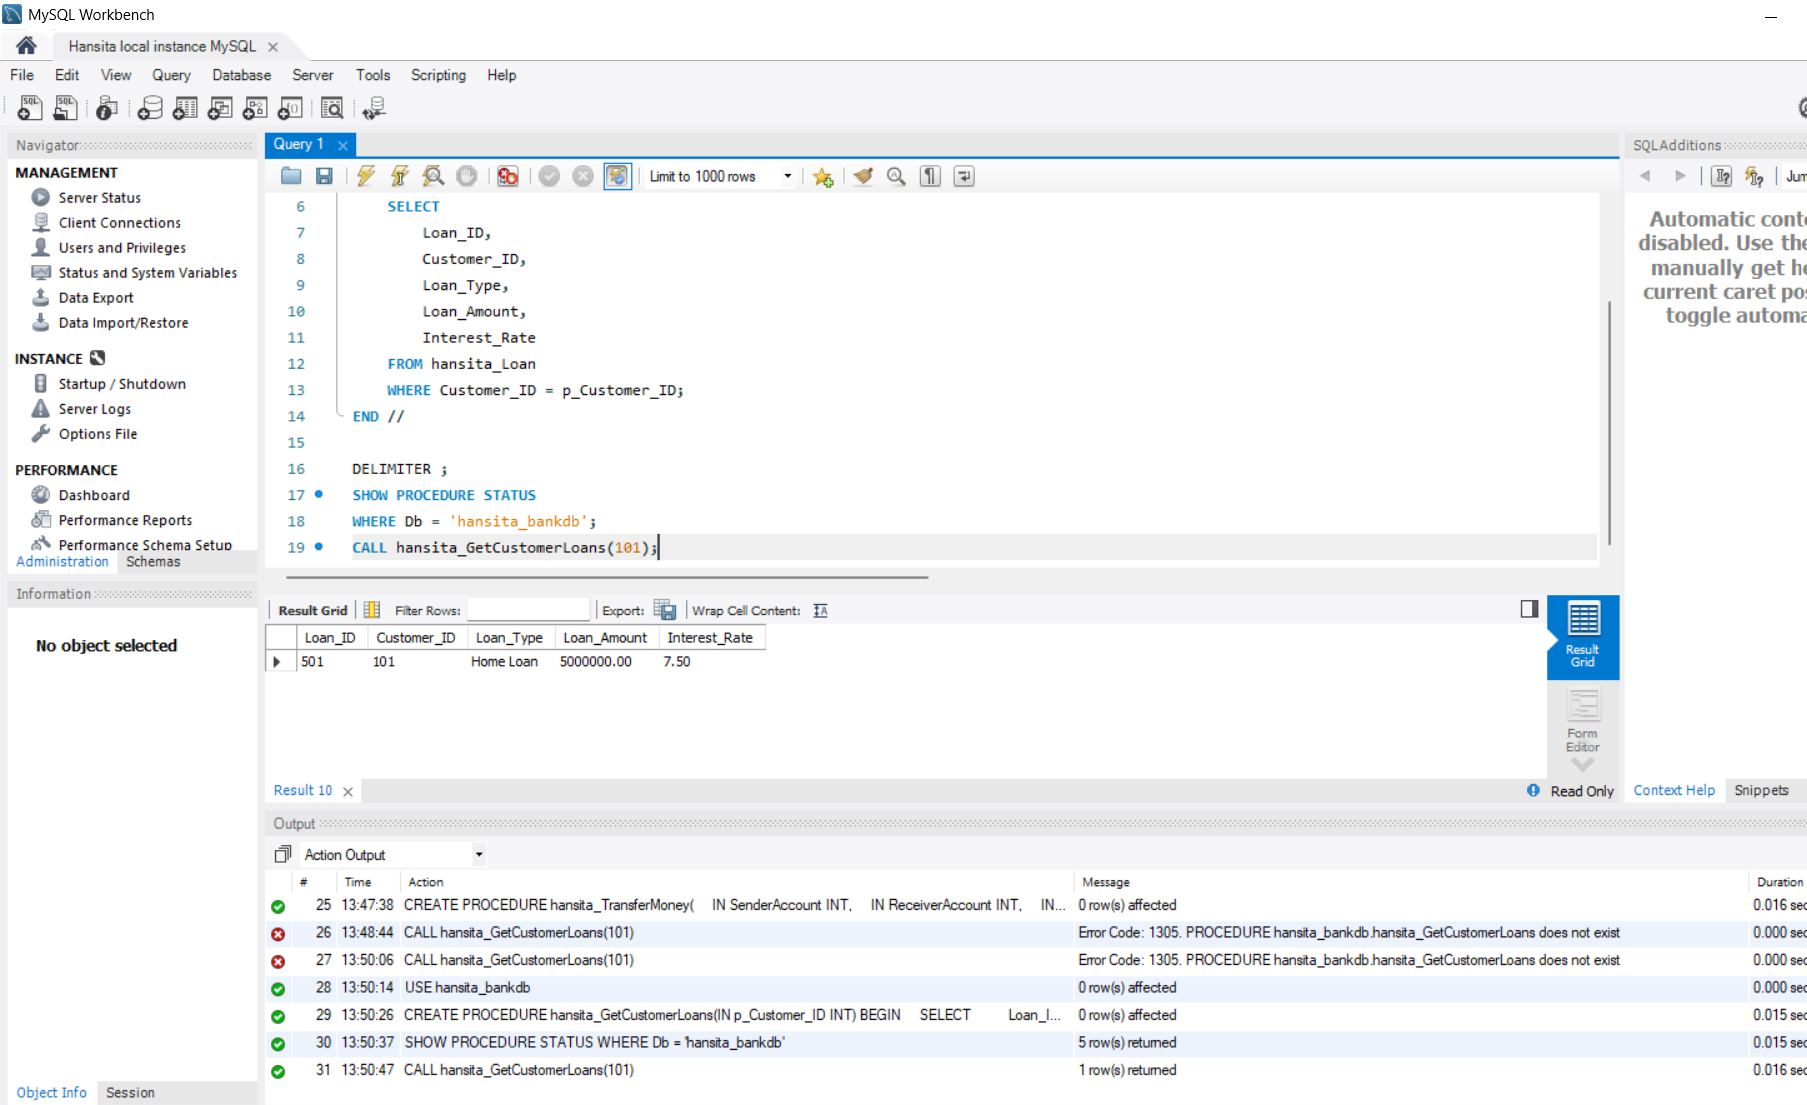 MySQL Workbench
Hansita local instance MySQL
File Edit View Query Database Server Tools Scripting Help
Navigator
MANAGEMENT
Server Status
Client Connections
Users and Privileges
Status and System Variables
Data Export
Data Import/Restore
INSTANCE
Startup / Shutdown
Server Logs
Options File
PERFORMANCE
Dashboard
Performance Reports
Performance Schema Setup
Administration Schemas
Information
No object selected
Object Info Session
Query 1
Limit to 1000 rows
6 SELECT
7 Loan_ID,
8 Customer_ID,
9 Loan_Type,
10 Loan_Amount,
11 Interest_Rate
12 FROM hansita_Loan
13 WHERE Customer_ID = p_Customer_ID;
14 END //
15
16 DELIMITER ;
17 SHOW PROCEDURE STATUS
18 WHERE Db = 'hansita_bankdb';
19 CALL hansita_GetCustomerLoans(101);
Result Grid Filter Rows: Export: Wrap Cell Content:
Loan_ID Customer_ID Loan_Type Loan_Amount Interest_Rate
501 101 Home Loan 5000000.00 7.50
Result Grid
Form Editor
Result 10
Read Only
SQLAdditions
Jum
Automatic conte
disabled. Use the
manually get he
current caret pos
toggle automa
Context Help Snippets
Output
Action Output
# Time Action Message Duration
25 13:47:38 CREATE PROCEDURE hansita_TransferMoney( IN SenderAccount INT, IN ReceiverAccount INT, IN... 0 row(s) affected 0.016 sec
26 13:48:44 CALL hansita_GetCustomerLoans(101) Error Code: 1305. PROCEDURE hansita_bankdb.hansita_GetCustomerLoans does not exist 0.000 sec
27 13:50:06 CALL hansita_GetCustomerLoans(101) Error Code: 1305. PROCEDURE hansita_bankdb.hansita_GetCustomerLoans does not exist 0.000 sec
28 13:50:14 USE hansita_bankdb 0 row(s) affected 0.000 sec
29 13:50:26 CREATE PROCEDURE hansita_GetCustomerLoans(IN p_Customer_ID INT) BEGIN SELECT Loan_I... 0 row(s) affected 0.015 sec
30 13:50:37 SHOW PROCEDURE STATUS WHERE Db = 'hansita_bankdb' 5 row(s) returned 0.015 sec
31 13:50:47 CALL hansita_GetCustomerLoans(101) 1 row(s) returned 0.016 sec